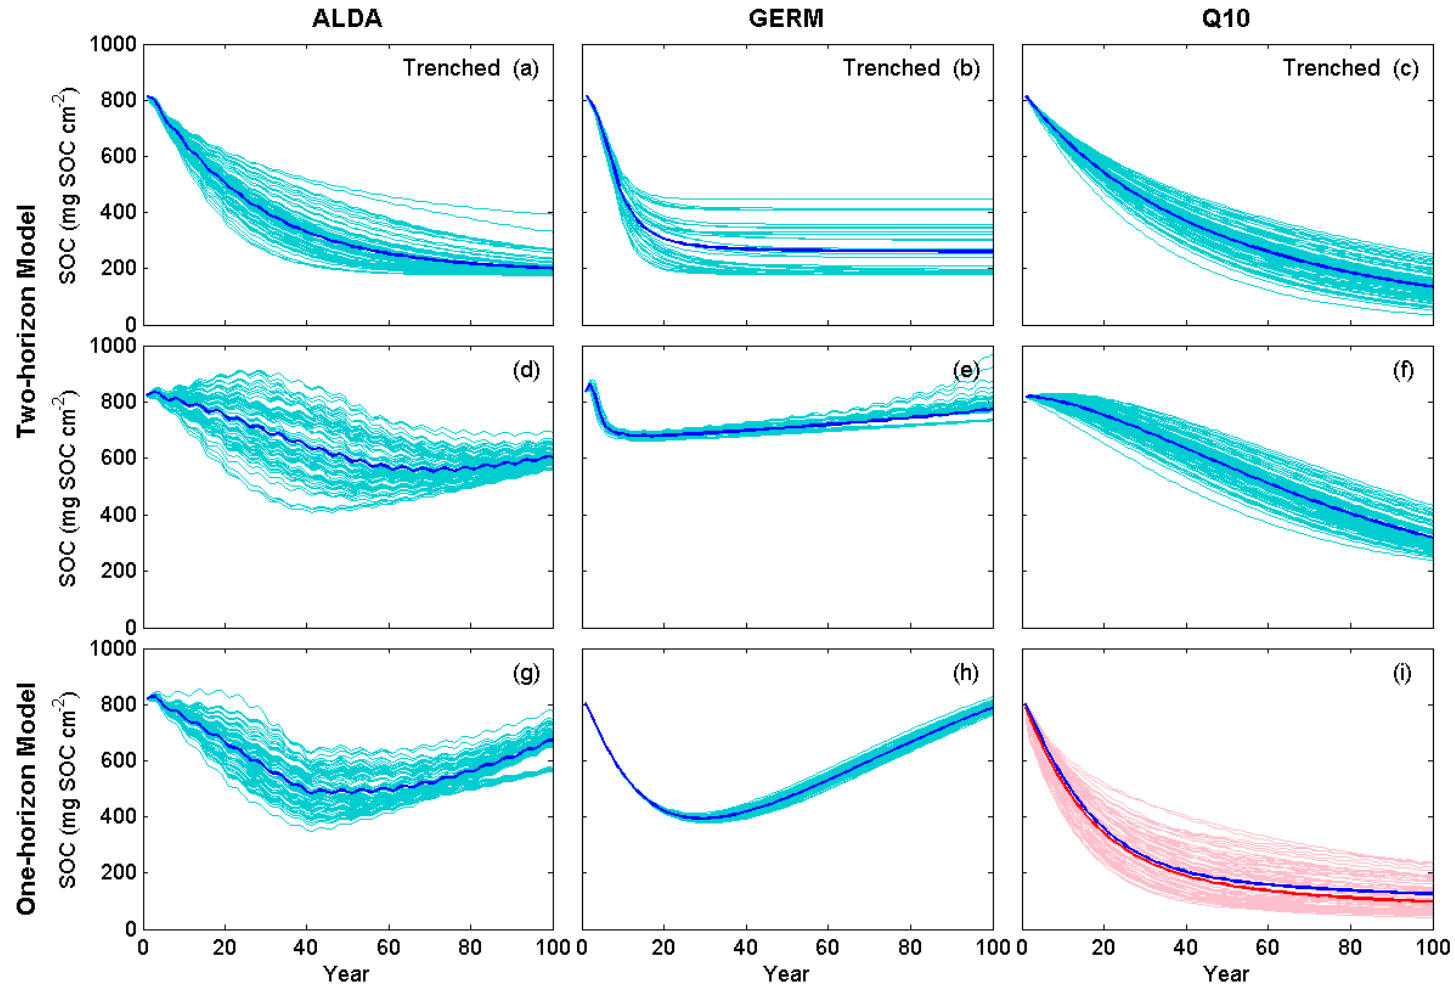 ALDA GERM Q10
Two-horizon Model
SOC (mg SOC cm-2)
1000
800
600
400
200
0
Trenched (a)
Trenched (b)
Trenched (c)
SOC (mg SOC cm-2)
1000
800
600
400
200
0
(d)
(e)
(f)
One-horizon Model
SOC (mg SOC cm-2)
1000
800
600
400
200
0
(g)
(h)
(i)
0 20 40 60 80 100 0 20 40 60 80 100 0 20 40 60 80 100
Year Year Year